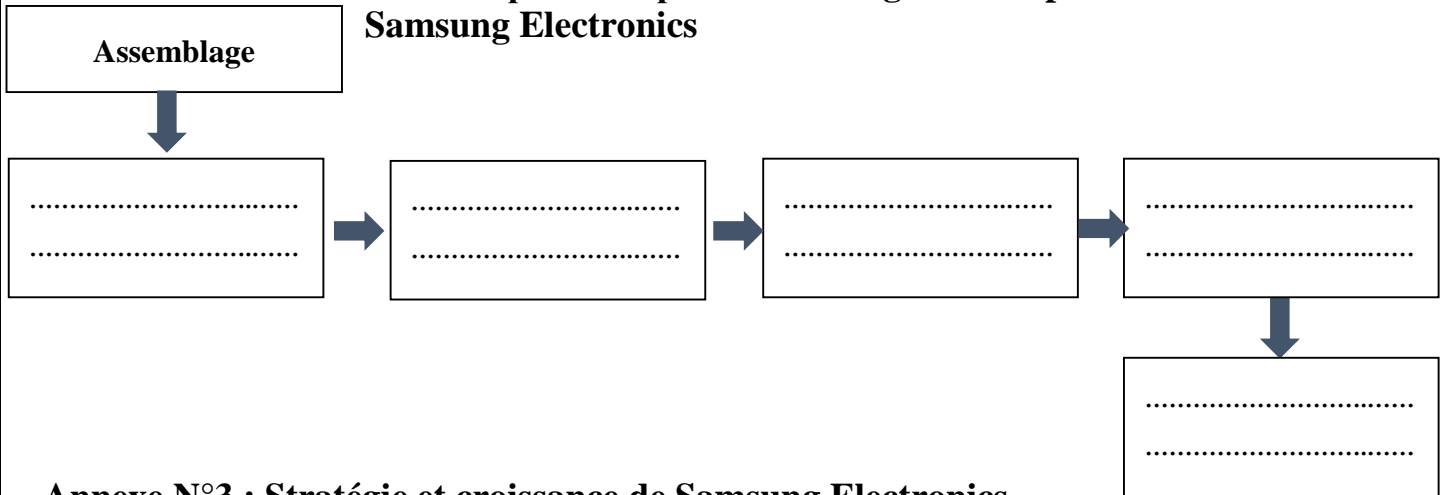 Samsung Electronics
Assemblage
.................................. .................................. .................................. ..................................
.................................. .................................. .................................. ..................................
..................................
..................................
Annexe N°3 : Stratégie et croissance de Samsung Electronics